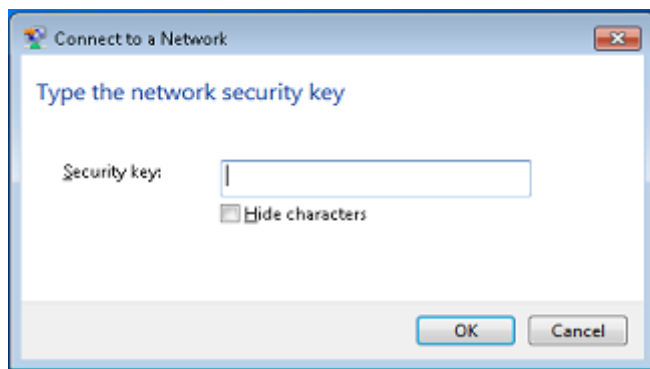 Connect to a Network
Type the network security key
Security key:
Hide characters
OK Cancel